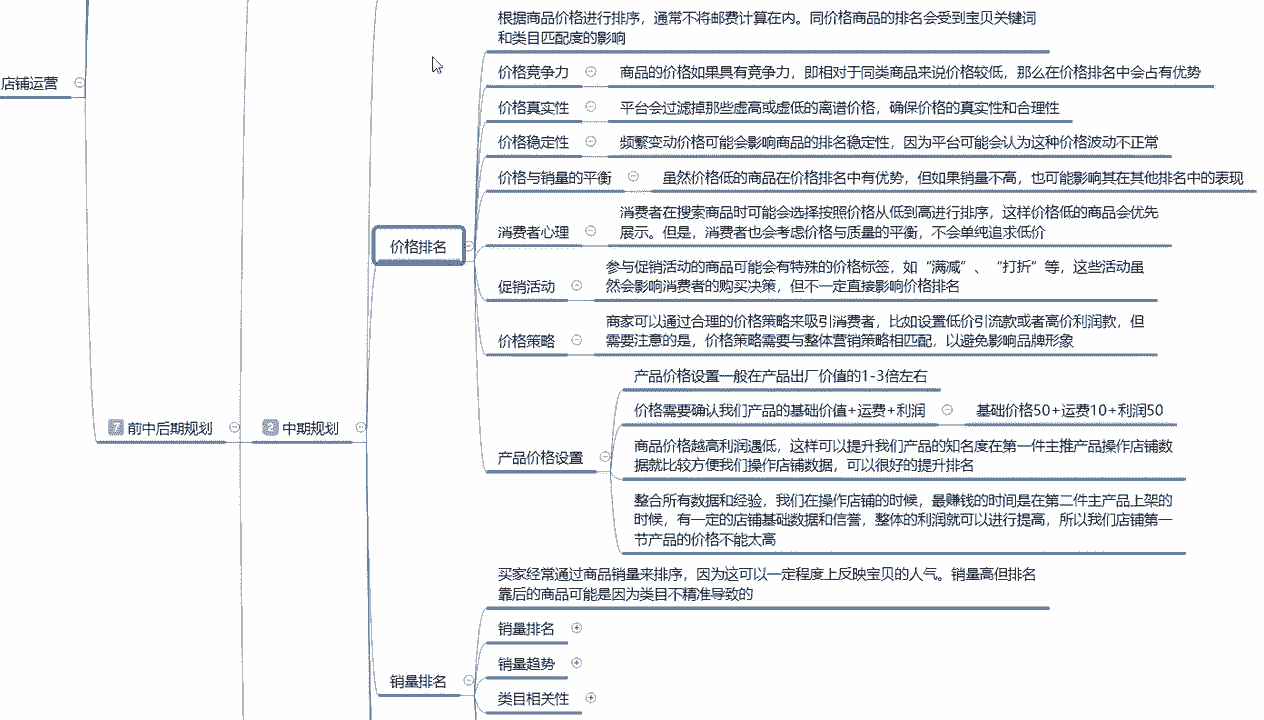 店铺运营
7 前中后期规划
2 中期规划
价格排名
根据商品价格进行排序，通常不将邮费计算在内。同价格商品的排名会受到宝贝关键词
和类目匹配度的影响
价格竞争力
商品的价格如果具有竞争力，即相对于同类商品来说价格较低，那么在价格排名中会占有优势
价格真实性
平台会过滤掉那些虚高或虚低的离谱价格，确保价格的真实性和合理性
价格稳定性
频繁变动价格可能会影响商品的排名稳定性，因为平台可能会认为这种价格波动不正常
价格与销量的平衡
虽然价格低的商品在价格排名中有优势，但如果销量不高，也可能影响其在其他排名中的表现
消费者心理
消费者在搜索商品时可能会选择按照价格从低到高进行排序，这样价格低的商品会优先
展示。但是，消费者也会考虑价格与质量的平衡，不会单纯追求低价
促销活动
参与促销活动的商品可能会有特殊的价格标签，如“满减”、“打折”等，这些活动虽
然会影响消费者的购买决策，但不一定直接影响价格排名
价格策略
商家可以通过合理的价格策略来吸引消费者，比如设置低价引流款或者高价利润款，但
需要注意的是，价格策略需要与整体营销策略相匹配，以避免影响品牌形象
产品价格设置
产品价格设置一般在产品出厂价值的1-3倍左右
价格需要确认我们产品的基础价值+运费+利润
基础价格50+运费10+利润50
商品价格越高利润遇低，这样可以提升我们产品的知名度在第一件主推产品操作店铺数
据就比较方便我们操作店铺数据，可以很好的提升排名
整合所有数据和经验，我们在操作店铺的时候，最赚钱的时间是在第二件主产品上架的
时候，有一定的店铺基础数据和信誉，整体的利润就可以进行提高，所以我们店铺第一
节产品的价格不能太高
销量排名
买家经常通过商品销量来排序，因为这可以一定程度上反映宝贝的人气。销量高但排名
靠后的商品可能是因为类目不精准导致的
销量排名
销量趋势
类目相关性